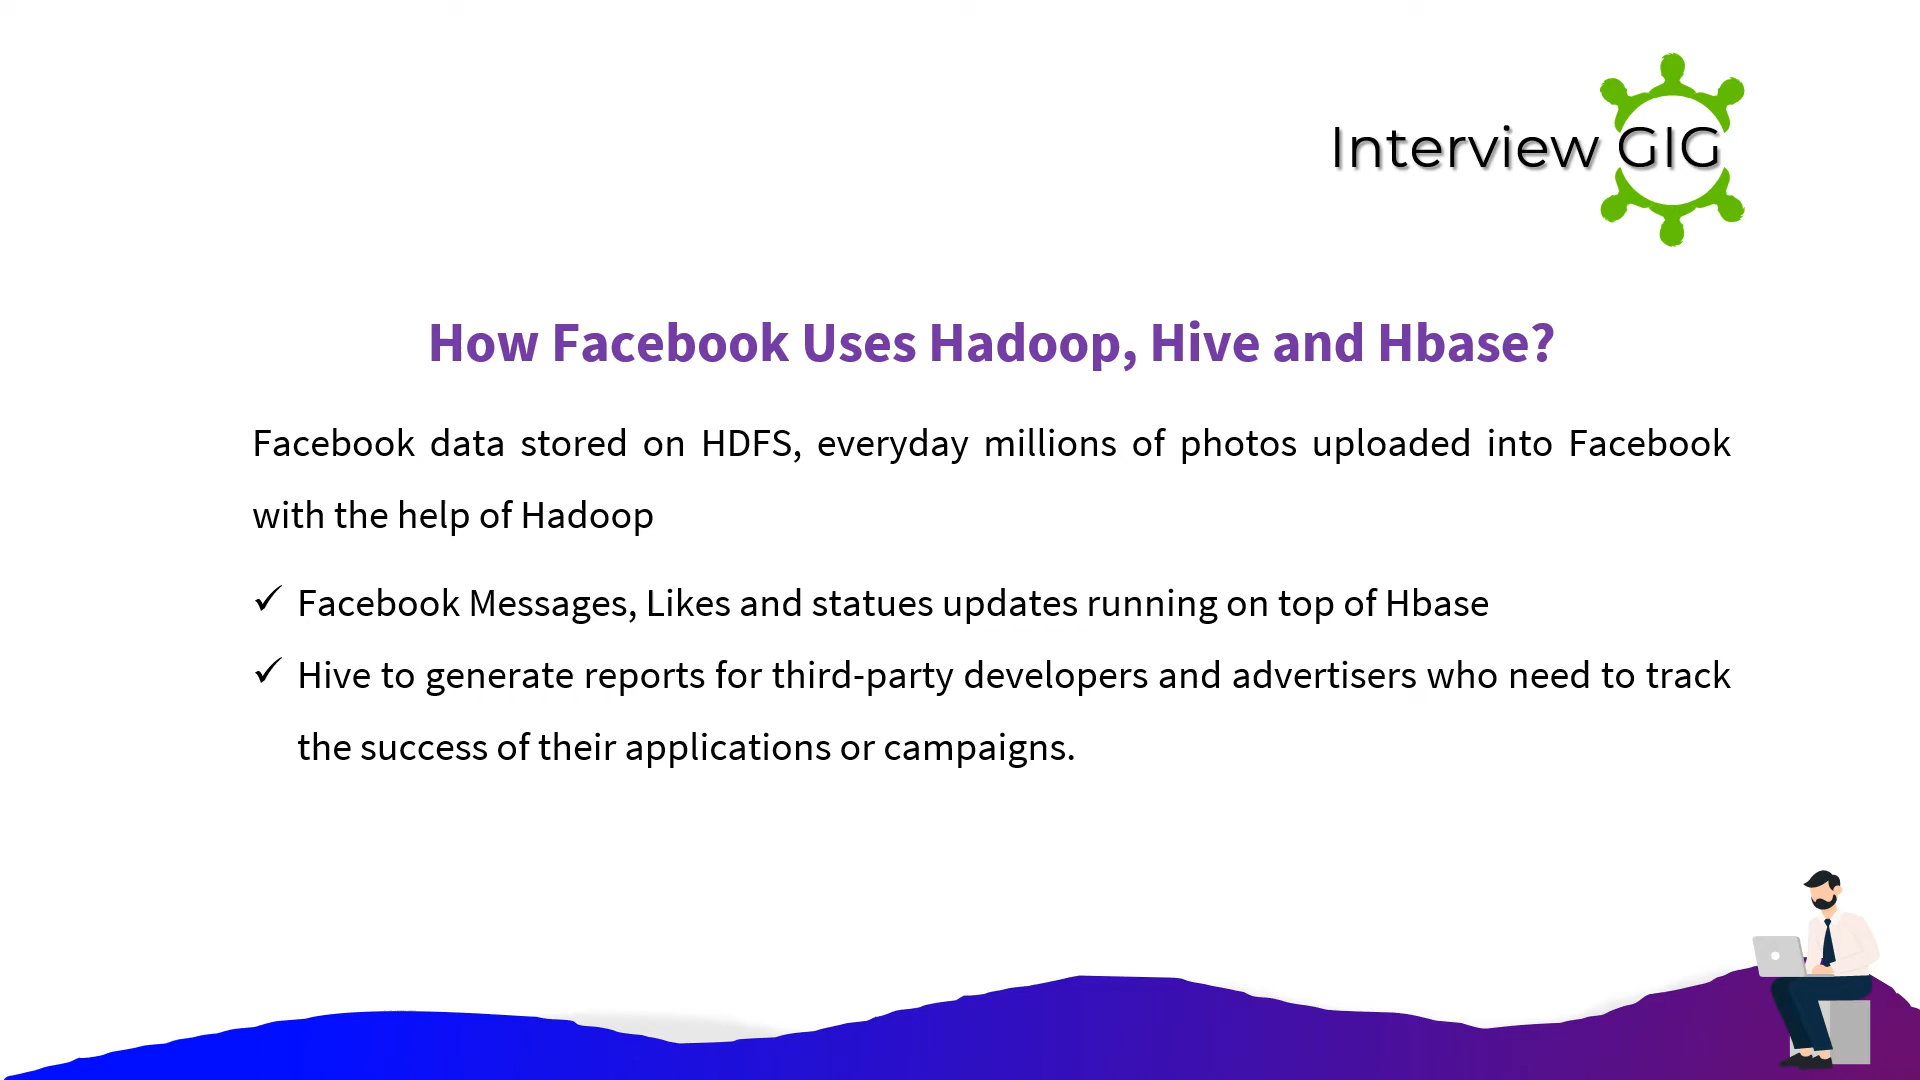 Interview GIG
How Facebook Uses Hadoop, Hive and Hbase?
Facebook data stored on HDFS, everyday millions of photos uploaded into Facebook
with the help of Hadoop
✓ Facebook Messages, Likes and statues updates running on top of Hbase
✓ Hive to generate reports for third-party developers and advertisers who need to track
the success of their applications or campaigns.